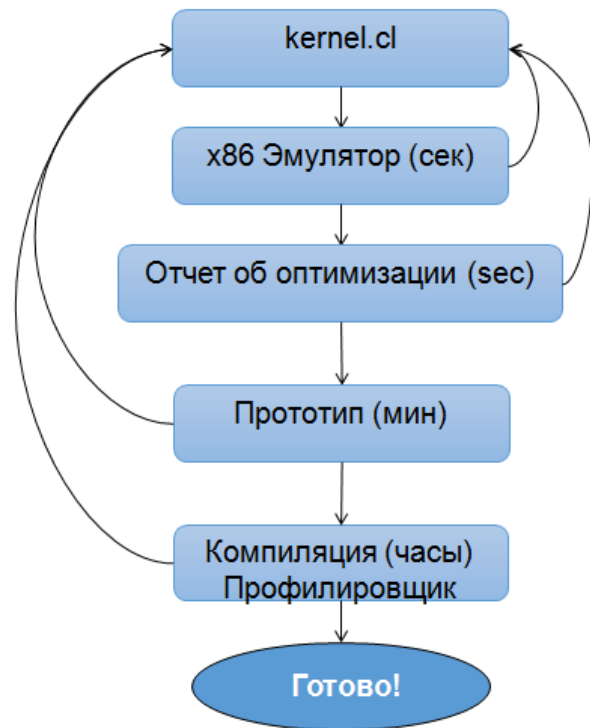 kernel.cl
x86 Эмулятор (сек)
Отчет об оптимизации (sec)
Прототип (мин)
Компиляция (часы)
Профилировщик
Готово!